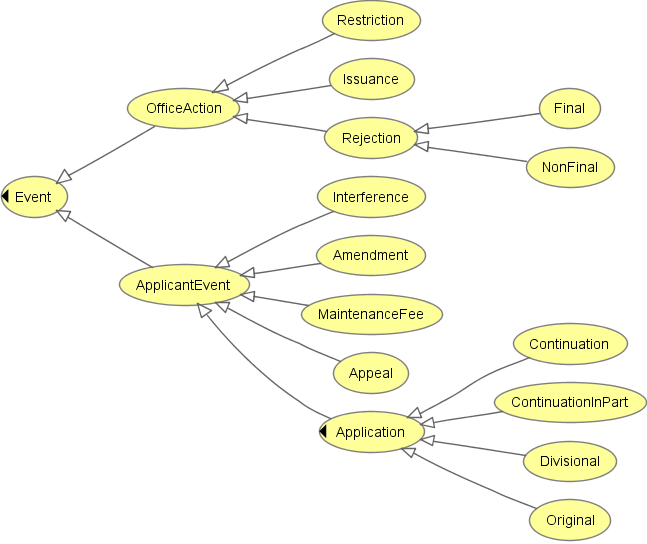 Restriction
Issuance
OfficeAction
Final
Rejection
NonFinal
Event
Interference
Amendment
ApplicantEvent
MaintenanceFee
Continuation
Appeal
ContinuationInPart
Application
Divisional
Original